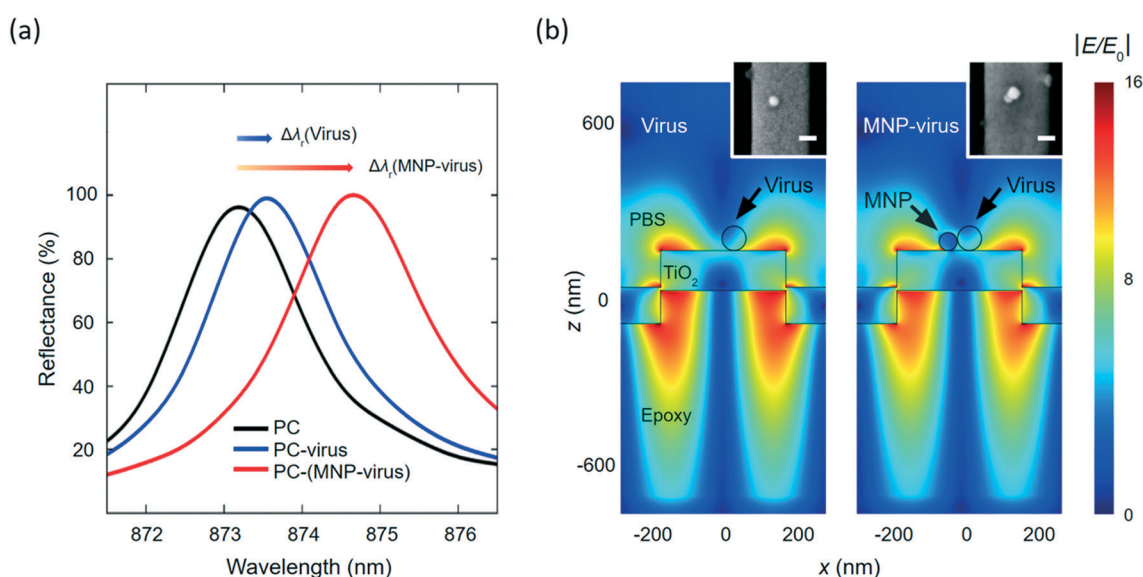 (a)
Δλr(Virus)
Δλr(MNP-virus)
100
80
60
40
20
Reflectance (%)
PC
PC-virus
PC-(MNP-virus)
872
873
874
875
876
Wavelength (nm)
(b)
|E/E0|
Virus
MNP-virus
600
0
-600
z (nm)
Virus
PBS
TiO2
Epoxy
MNP
Virus
-200
0
200
-200
0
200
x (nm)
16
8
0